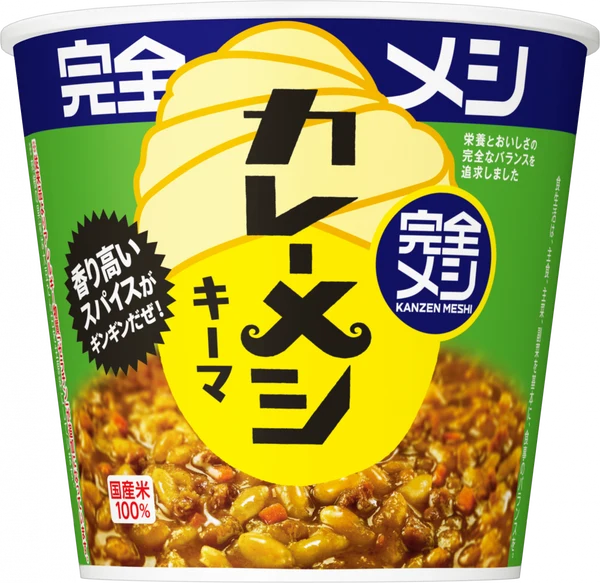 完全メシ
栄養とおいしさの
完全なバランスを
追求しました
カレーメシ
キーマ
完全
メシ
KANZEN MESHI
香り高い
スパイスが
ギンギンだぜ!
国産米
100%